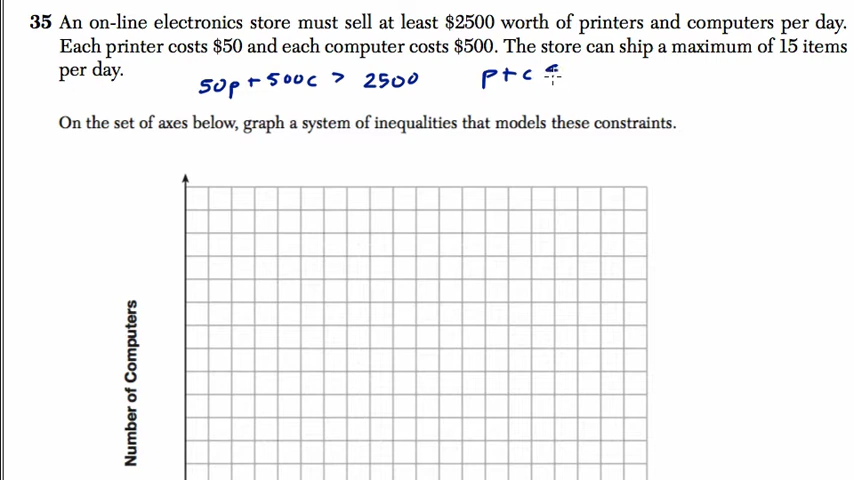 35 An on-line electronics store must sell at least $2500 worth of printers and computers per day.
Each printer costs $50 and each computer costs $500. The store can ship a maximum of 15 items
per day.
50p + 500c > 2500 p + c
On the set of axes below, graph a system of inequalities that models these constraints.
Number of Computers